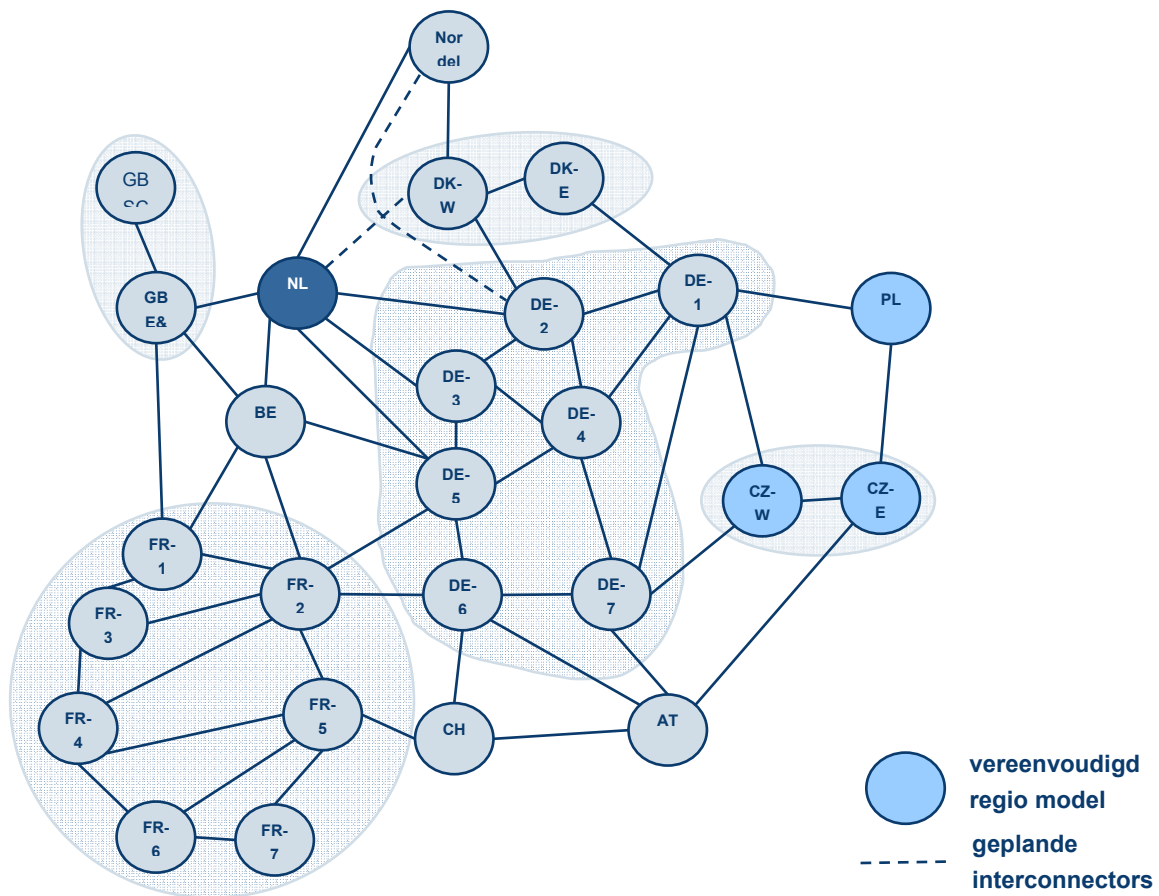 Nor
del
DK-
W
DK-
E
GB
GB
E&
NL
DE-
2
DE-
1
PL
DE-
3
DE-
4
BE
DE-
5
CZ-
W
CZ-
E
FR-
1
FR-
2
FR-
3
DE-
6
DE-
7
FR-
4
FR-
5
CH
AT
FR-
6
FR-
7
vereenvoudigd
regio model
geplande
interconnectors